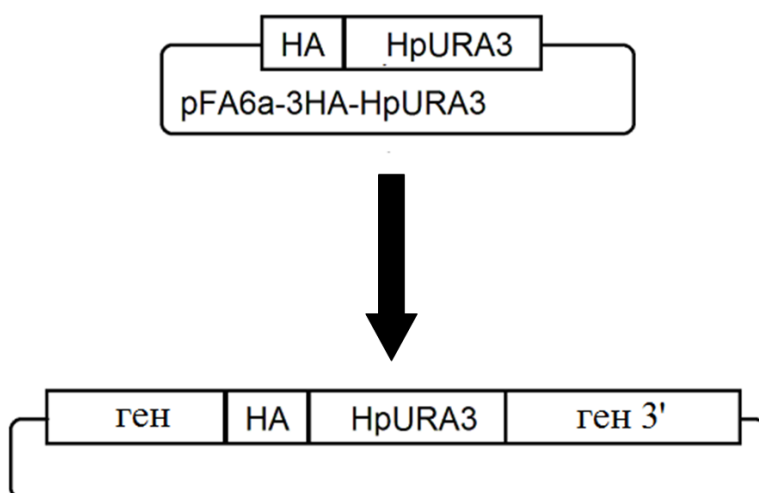 HA HpURA3
pFA6a-3HA-HpURA3
ген HA HpURA3 ген 3'